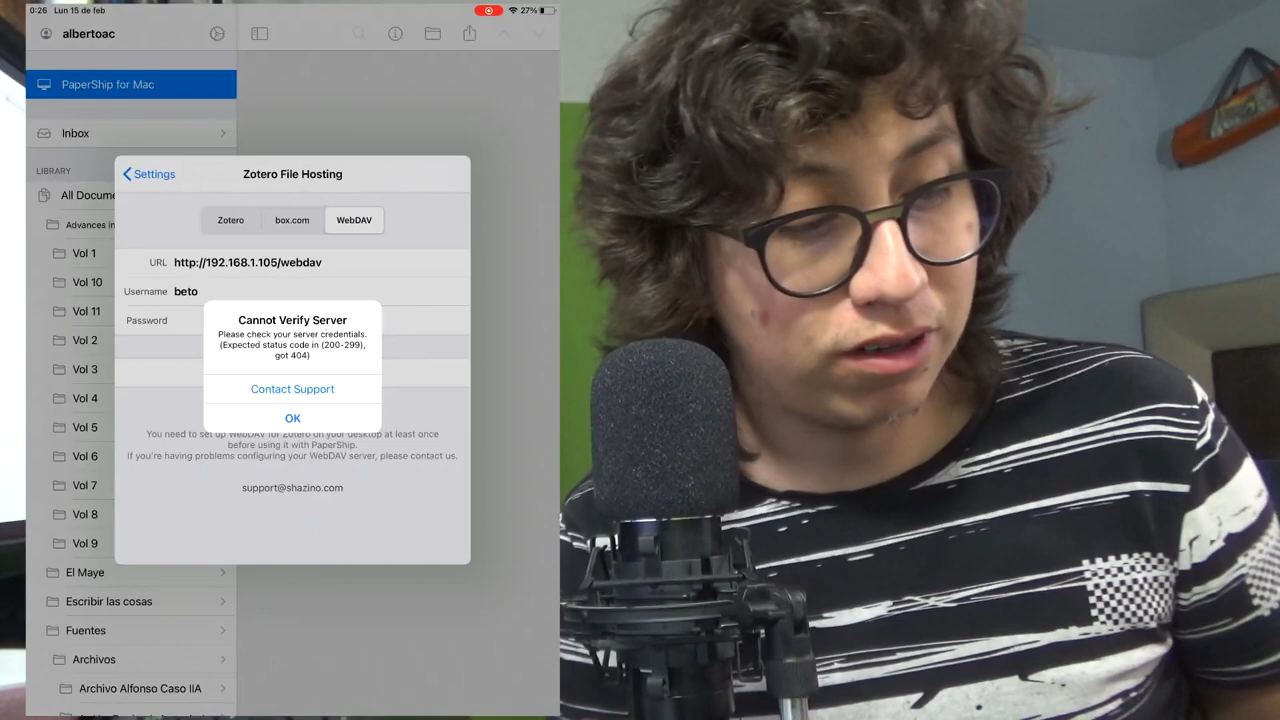 0:26 Lun 15 de feb
27%
albertoac
PaperShip for Mac
Inbox
LIBRARY
All Docume
Advances in
Vol 1
Vol 10
Vol 11
Vol 2
Vol 3
Vol 4
Vol 5
Vol 6
Vol 7
Vol 8
Vol 9
El Maye
Escribir las cosas
Fuentes
Archivos
Archivo Alfonso Caso IIA
Settings
Zotero File Hosting
Zotero box.com WebDAV
URL http://192.168.1.105/webdav
Username beto
Password
Cannot Verify Server
Please check your server credentials.
(Expected status code in (200-299),
got 404)
Contact Support
OK
You need to set up WebDAV for Zotero on your desktop at least once
before using it with PaperShip.
If you're having problems configuring your WebDAV server, please contact us.
support@shazino.com